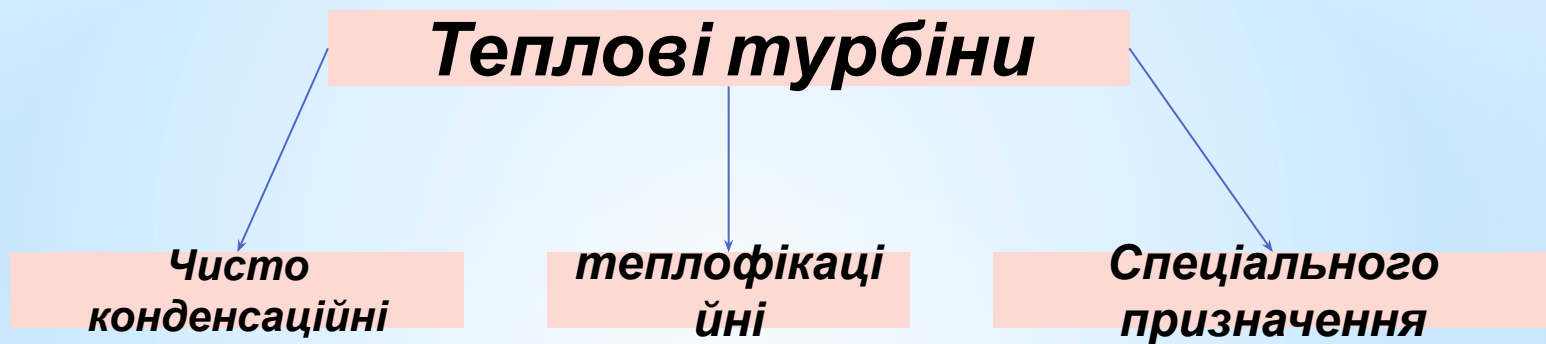 Теплові турбіни
Чисто
конденсаційні
теплофікаці
йні
Спеціального
призначення